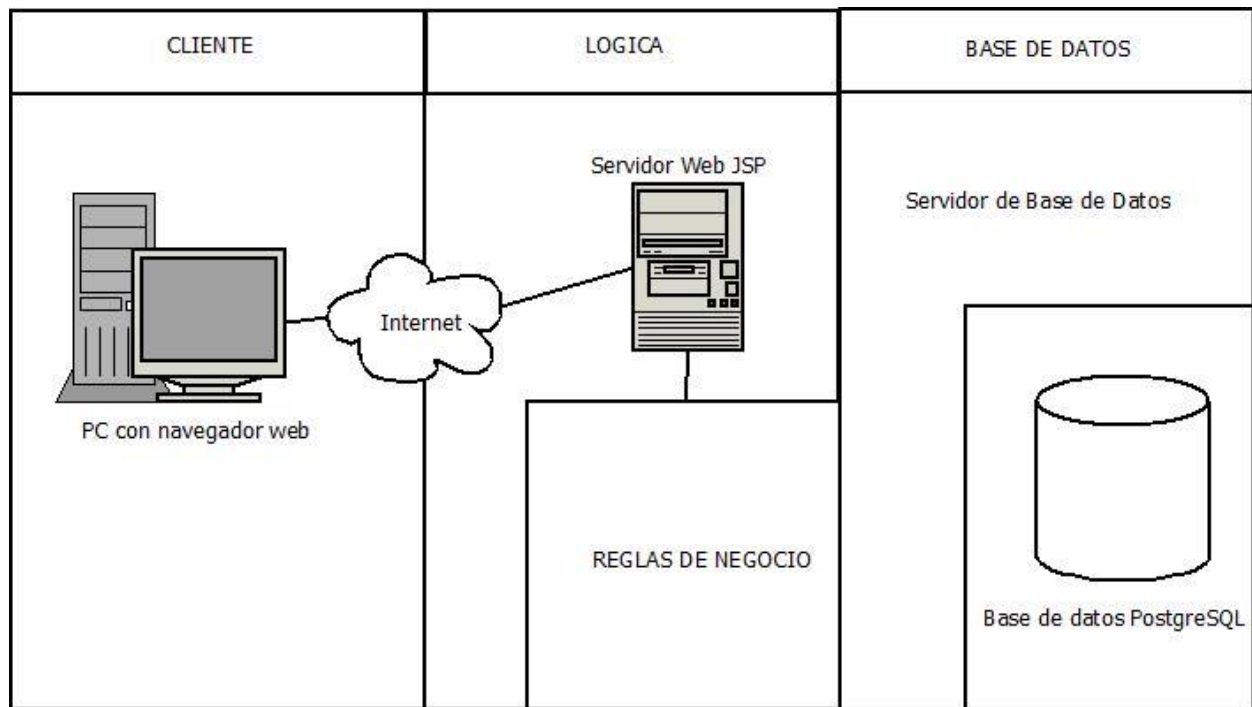 CLIENTE
LOGICA
BASE DE DATOS
Servidor Web JSP
Servidor de Base de Datos
Internet
PC con navegador web
REGLAS DE NEGOCIO
Base de datos PostgreSQL